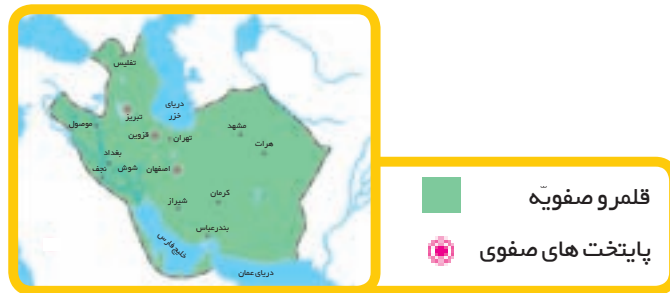 تفلیس
دریای
خزر
تبریز
موصل
قزوین
تهران
مشهد
هرات
بغداد
نجف
شوش
اصفهان
کرمان
شیراز
بندرعباس
خلیج فارس
دریای عمان
قلمرو صفویّه
پایتخت های صفوی